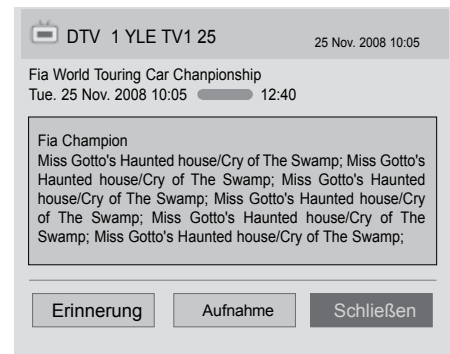 DTV 1 YLE TV1 25
25 Nov. 2008 10:05
Fia World Touring Car Chanpionship
Tue. 25 Nov. 2008 10:05 12:40
Fia Champion
Miss Gotto's Haunted house/Cry of The Swamp; Miss Gotto's
Haunted house/Cry of The Swamp; Miss Gotto's Haunted
house/Cry of The Swamp; Miss Gotto's Haunted house/Cry
of The Swamp; Miss Gotto's Haunted house/Cry of The
Swamp; Miss Gotto's Haunted house/Cry of The Swamp;
Erinnerung
Aufnahme
Schließen